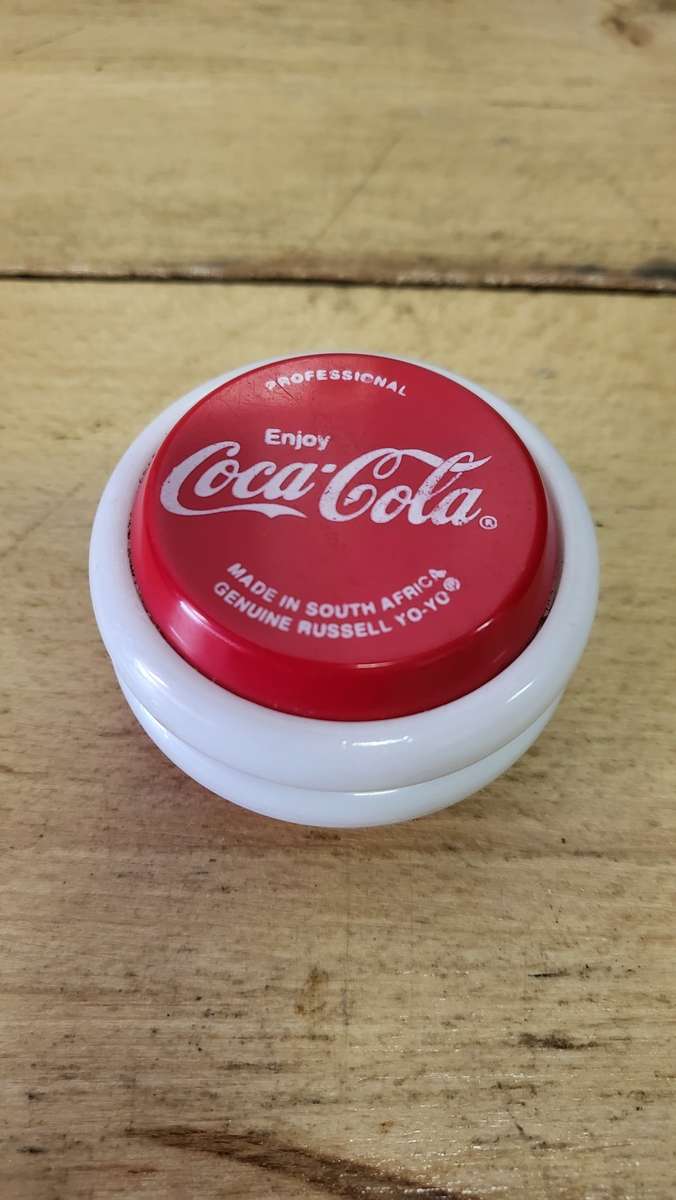 PROFESSIONAL
Enjoy
Coca-Cola®
MADE IN SOUTH AFRICA
GENUINE RUSSELL YO-YO®